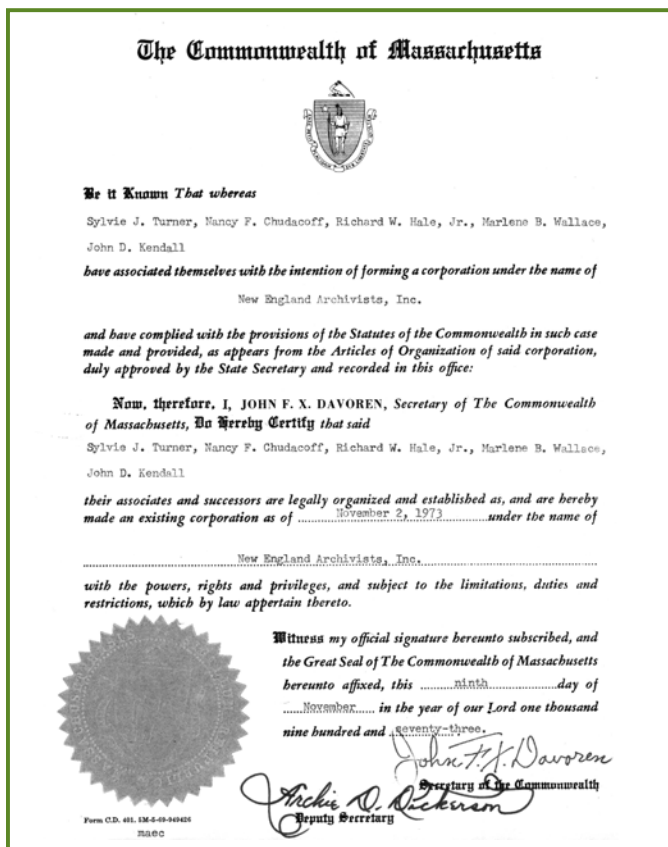 The Commonwealth of Massachusetts
Be it Known That whereas
Sylvie J. Turner, Nancy F. Chudacoff, Richard W. Hale, Jr., Marlene B. Wallace,
John D. Kendall
have associated themselves with the intention of forming a corporation under the name of
New England Archivists, Inc.
and have complied with the provisions of the Statutes of the Commonwealth in such case
made and provided, as appears from the Articles of Organization of said corporation,
duly approved by the State Secretary and recorded in this office:
Now, therefore, I, JOHN F. X. DAVOREN, Secretary of The Commonwealth
of Massachusetts, Do Hereby Certify that said
Sylvie J. Turner, Nancy F. Chudacoff, Richard W. Hale, Jr., Marlene B. Wallace,
John D. Kendall
their associates and successors are legally organized and established as, and are hereby
made an existing corporation as of November 2, 1973 under the name of
New England Archivists, Inc.
with the powers, rights and privileges, and subject to the limitations, duties and
restrictions, which by law appertain thereto.
Witness my official signature hereunto subscribed, and
the Great Seal of The Commonwealth of Massachusetts
hereunto affixed, this ninth day of
November in the year of our Lord one thousand
nine hundred and seventy-three.
John F. X. Davoren
Secretary of the Commonwealth
Archie D. Dickerson
Deputy Secretary
Form C.D. 401. 5M-5-69-949426
maec